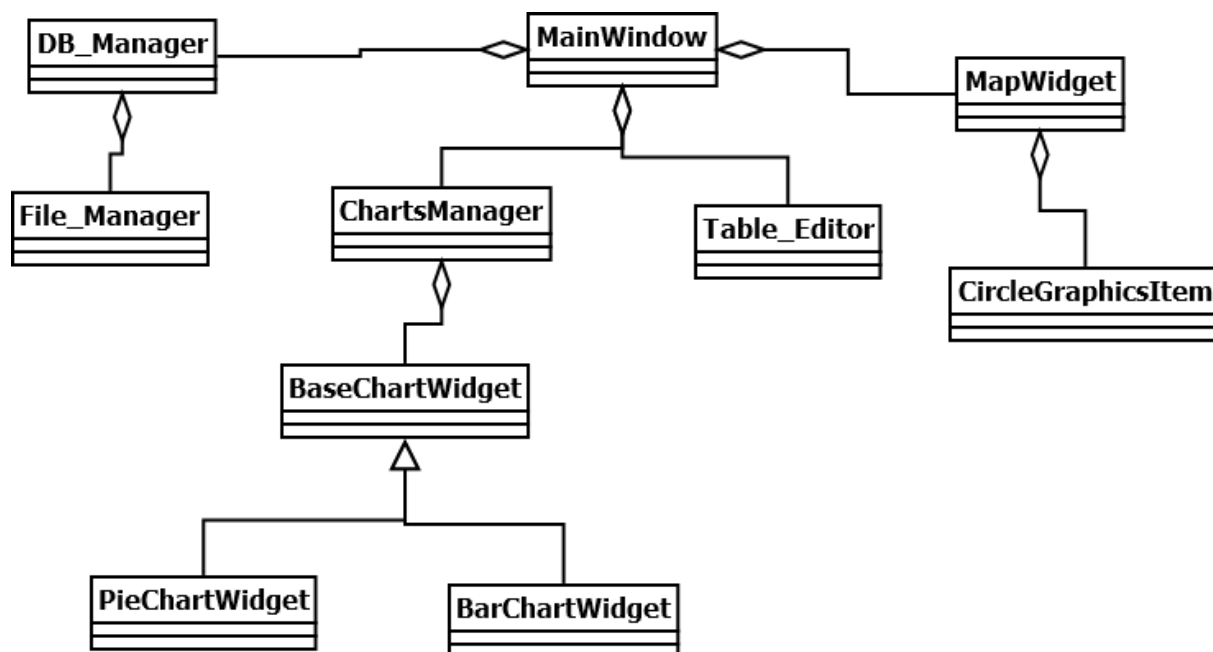 DB_Manager
MainWindow
MapWidget
File_Manager
ChartsManager
Table_Editor
CircleGraphicsItem
BaseChartWidget
PieChartWidget
BarChartWidget